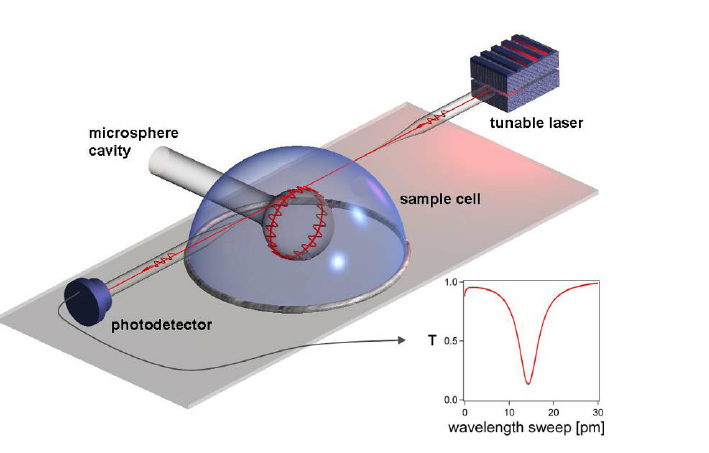 tunable laser
microsphere
cavity
sample cell
photodetector
T
1.0
0.5
0.0
0 10 20 30
wavelength sweep [pm]